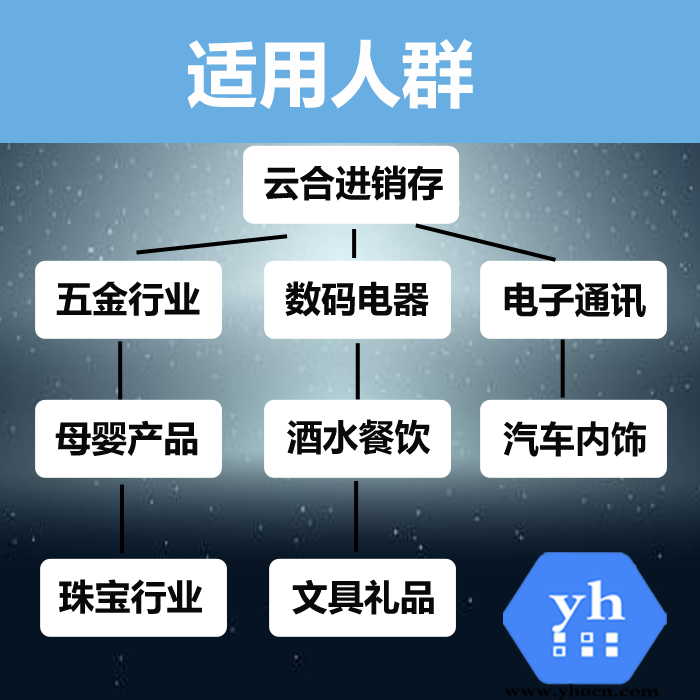 适用人群
云合进销存
五金行业
数码电器
电子通讯
母婴产品
酒水餐饮
汽车内饰
珠宝行业
文具礼品
yh
www.yhocn.com